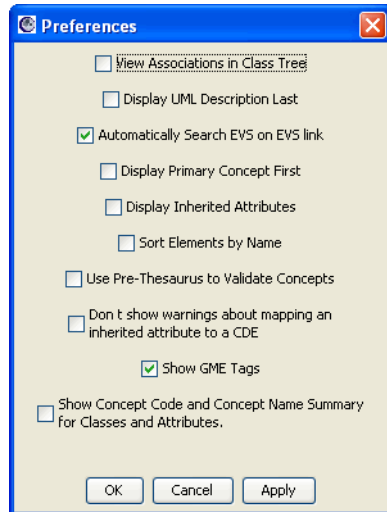 Preferences
View Associations in Class Tree
Display UML Description Last
Automatically Search EVS on EVS link
Display Primary Concept First
Display Inherited Attributes
Sort Elements by Name
Use Pre-Thesaurus to Validate Concepts
Don t show warnings about mapping an
inherited attribute to a CDE
Show GME Tags
Show Concept Code and Concept Name Summary
for Classes and Attributes.
OK Cancel Apply